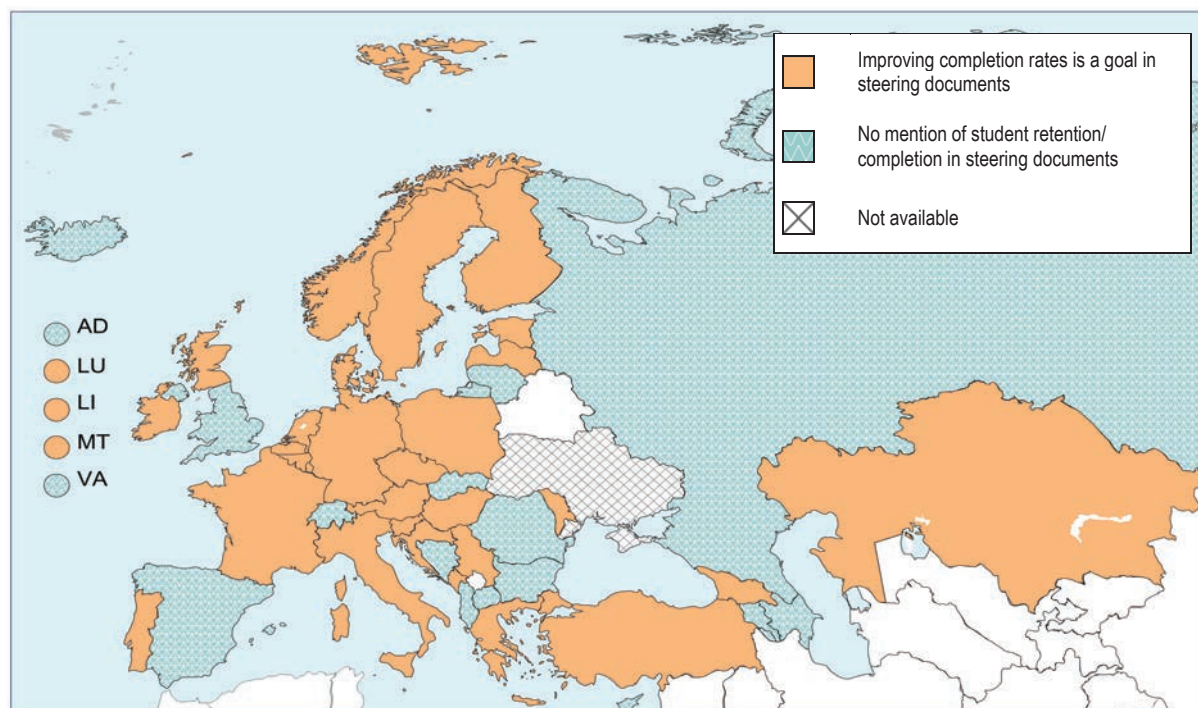 Improving completion rates is a goal in
steering documents
No mention of student retention/
completion in steering documents
Not available
AD
LU
LI
MT
VA